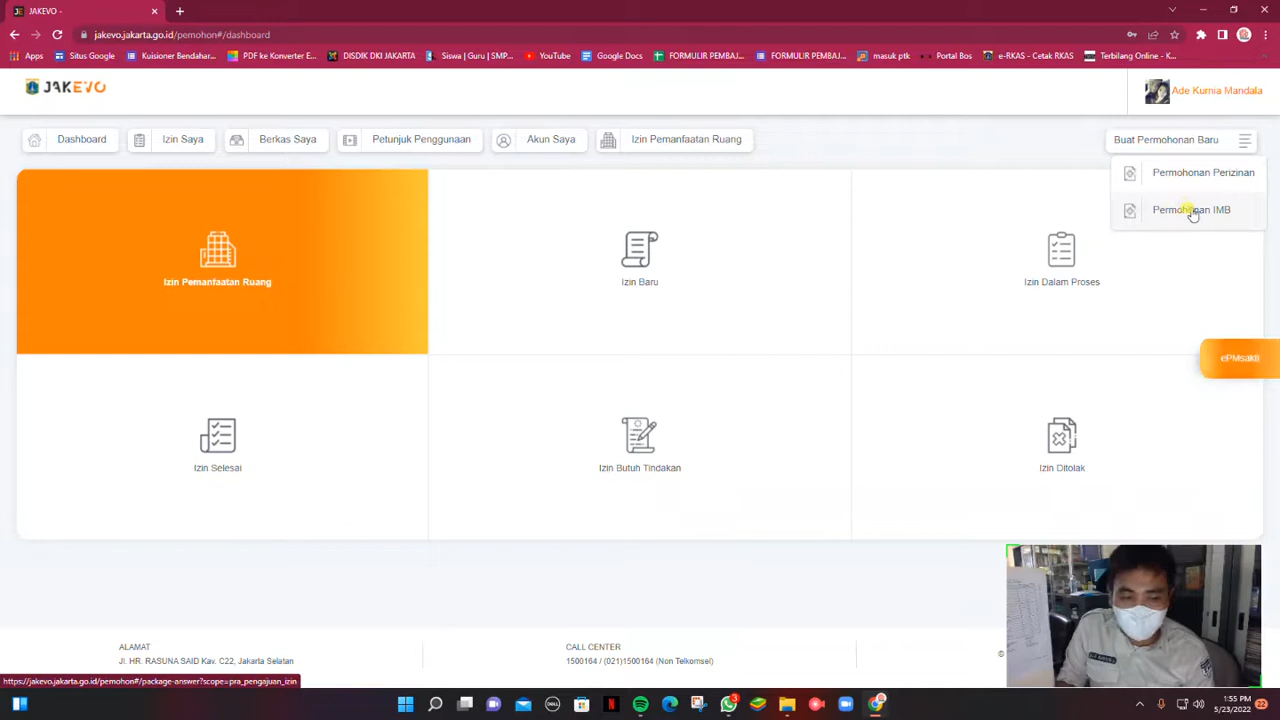 JAKEVO -
jakevo.jakarta.go.id/pemohon#/dashboard
Apps
Situs Google
Kuisioner Bendahar...
PDF ke Konverter E...
DISDIK DKI JAKARTA
Siswa | Guru | SMP...
YouTube
Google Docs
FORMULIR PEMBAJ...
FORMULIR PEMBAJ...
masuk ptk
Portal Bos
e-RKAS - Cetak RKAS
Terbilang Online - K...
JAKEVO
Ade Kurnia Mandala
Dashboard
Izin Saya
Berkas Saya
Petunjuk Penggunaan
Akun Saya
Izin Pemanfaatan Ruang
Buat Permohonan Baru
Permohonan Perizinan
Permohonan IMB
Izin Pemanfaatan Ruang
Izin Baru
Izin Dalam Proses
ePMsakti
Izin Selesai
Izin Butuh Tindakan
Izin Ditolak
ALAMAT
Jl. HR. RASUNA SAID Kav. C22, Jakarta Selatan
CALL CENTER
1500164 / (021)1500164 (Non Telkomsel)
©
https://jakevo.jakarta.go.id/pemohon#/package-answer?scope=pra_pengajuan_izin
3
1:55 PM
5/23/2022
22